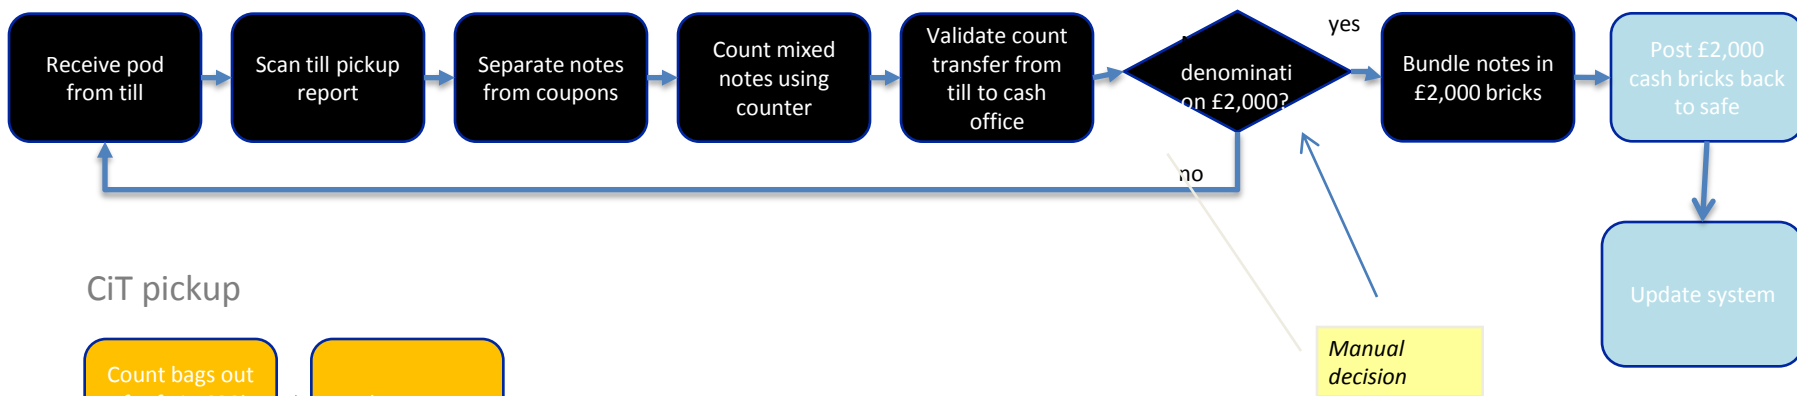 Receive pod
from till
Scan till pickup
report
Separate notes
from coupons
Count mixed
notes using
counter
Validate count
transfer from
till to cash
office
denominati
on £2,000?
yes
no
Bundle notes in
£2,000 bricks
Post £2,000
cash bricks back
to safe
Update system
Manual
decision
CiT pickup
Count bags out